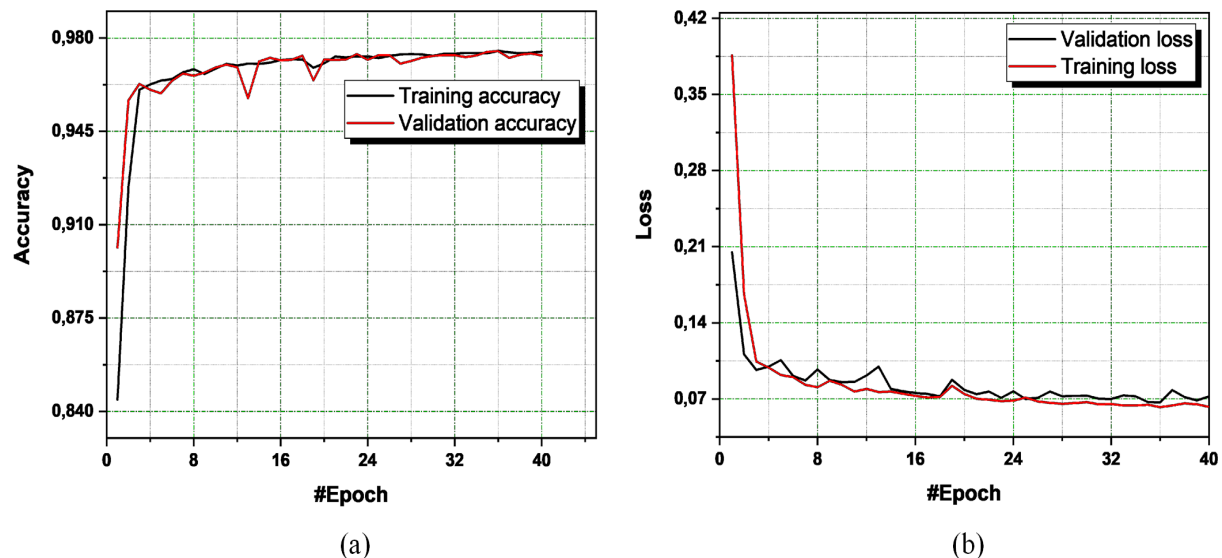 0,980
0,945
0,910
0,875
0,840
Accuracy
Training accuracy
Validation accuracy
0 8 16 24 32 40
#Epoch
(a)
0,42
0,35
0,28
0,21
0,14
0,07
Loss
Validation loss
Training loss
0 8 16 24 32 40
#Epoch
(b)